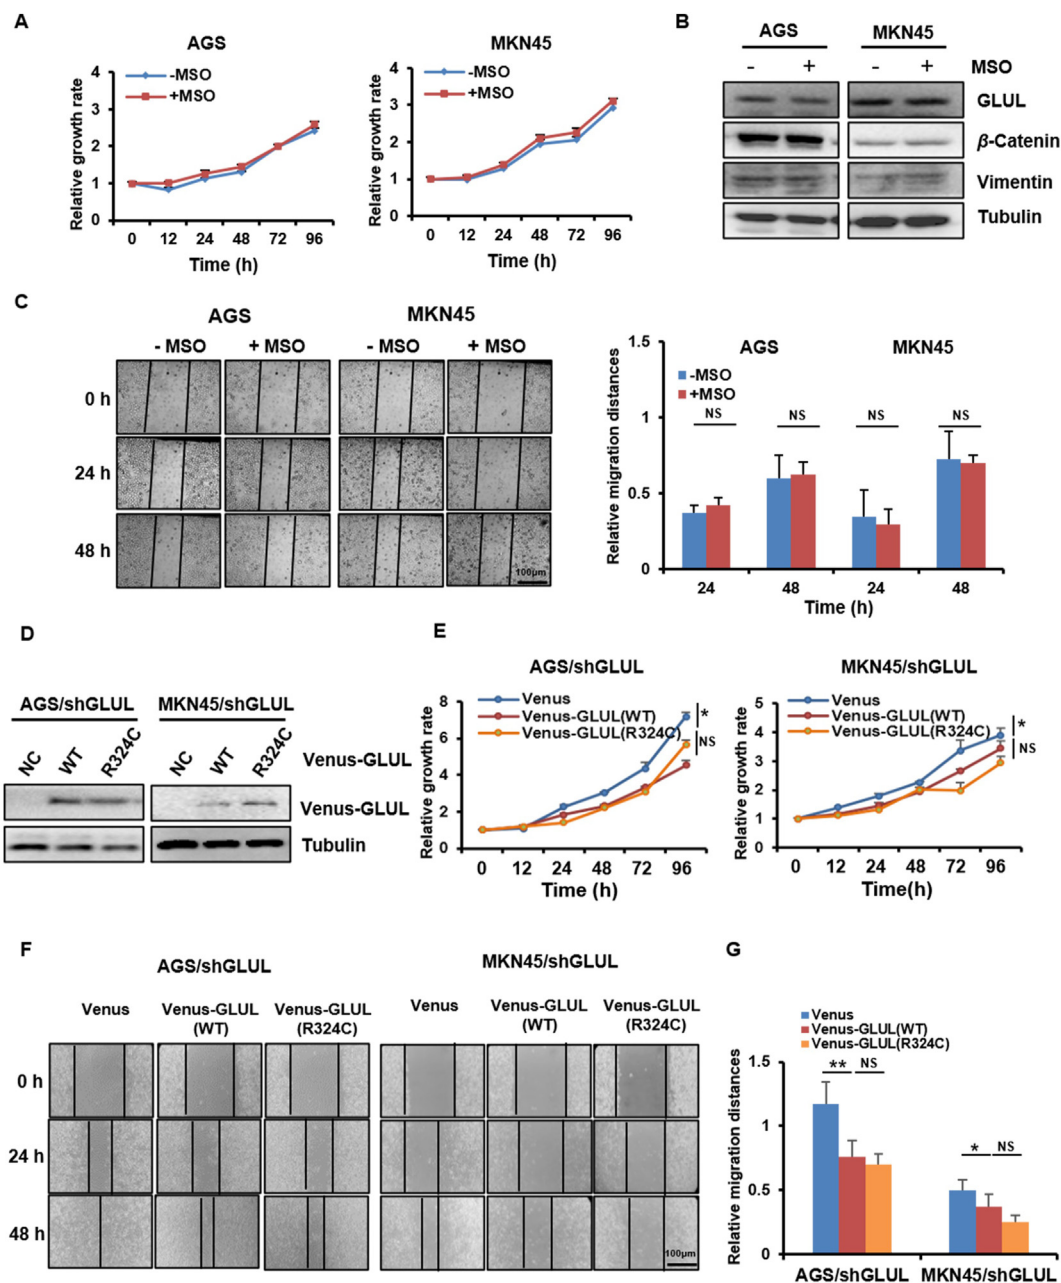 A
AGS
MKN45
Relative growth rate
4
3
2
1
0
-MSO
+MSO
0 12 24 48 72 96
Time (h)
Relative growth rate
4
3
2
1
0
-MSO
+MSO
0 12 24 48 72 96
Time (h)
B
AGS MKN45
- + - + MSO
GLUL
β-Catenin
Vimentin
Tubulin
C
AGS MKN45
- MSO + MSO - MSO + MSO
0 h
24 h
48 h
100μm
Relative migration distances
1.5
1
0.5
0
AGS MKN45
-MSO
+MSO
NS NS NS NS
24 48 24 48
Time (h)
D
AGS/shGLUL MKN45/shGLUL
NC WT R324C NC WT R324C Venus-GLUL
Venus-GLUL
Tubulin
E
AGS/shGLUL
Relative growth rate
8
6
4
2
0
Venus
Venus-GLUL(WT)
Venus-GLUL(R324C)
*
NS
0 12 24 48 72 96
Time (h)
MKN45/shGLUL
Relative growth rate
5
4
3
2
1
0
Venus
Venus-GLUL(WT)
Venus-GLUL(R324C)
*
NS
0 12 24 48 72 96
Time(h)
F
AGS/shGLUL MKN45/shGLUL
Venus Venus-GLUL (WT) Venus-GLUL (R324C) Venus Venus-GLUL (WT) Venus-GLUL (R324C)
0 h
24 h
48 h
100μm
G
Venus
Venus-GLUL(WT)
Venus-GLUL(R324C)
Relative migration distances
1.5
1
0.5
0
** NS
* NS
AGS/shGLUL MKN45/shGLUL